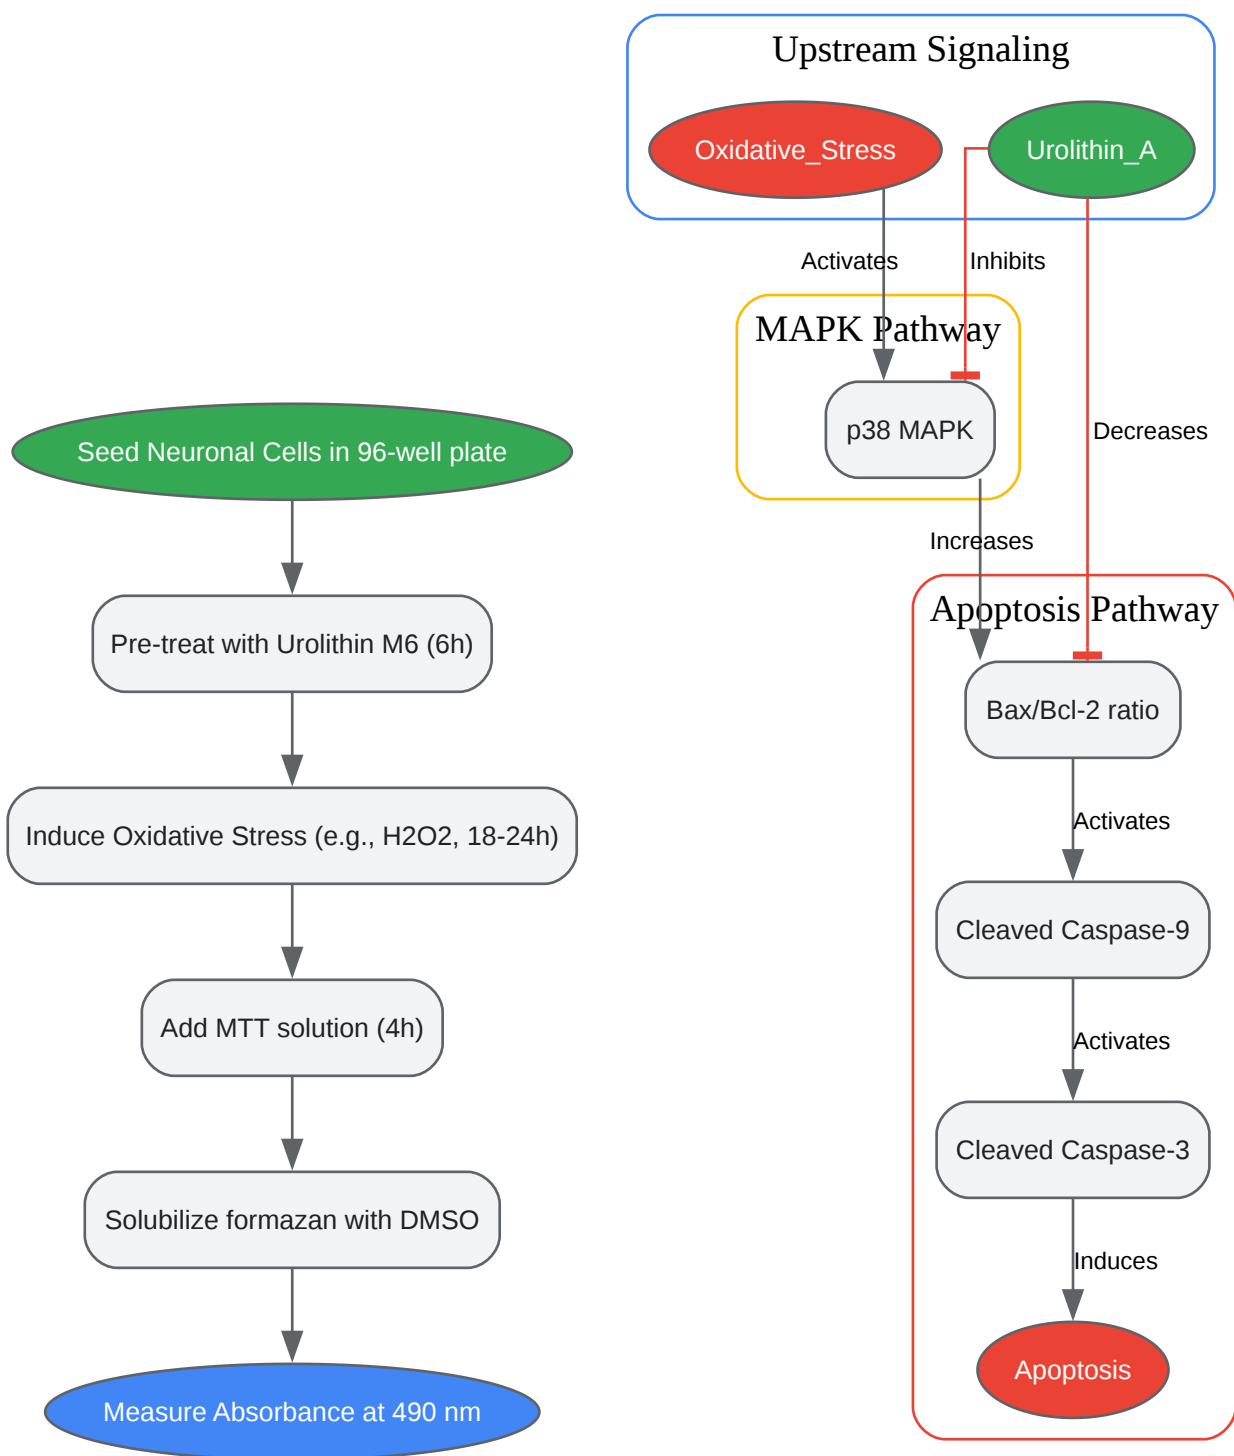 Seed Neuronal Cells in 96-well plate
Pre-treat with Urolithin M6 (6h)
Induce Oxidative Stress (e.g., H2O2, 18-24h)
Add MTT solution (4h)
Solubilize formazan with DMSO
Measure Absorbance at 490 nm
Upstream Signaling
Oxidative_Stress
Urolithin_A
Activates
Inhibits
MAPK Pathway
p38 MAPK
Decreases
Increases
Apoptosis Pathway
Bax/Bcl-2 ratio
Activates
Cleaved Caspase-9
Activates
Cleaved Caspase-3
Induces
Apoptosis